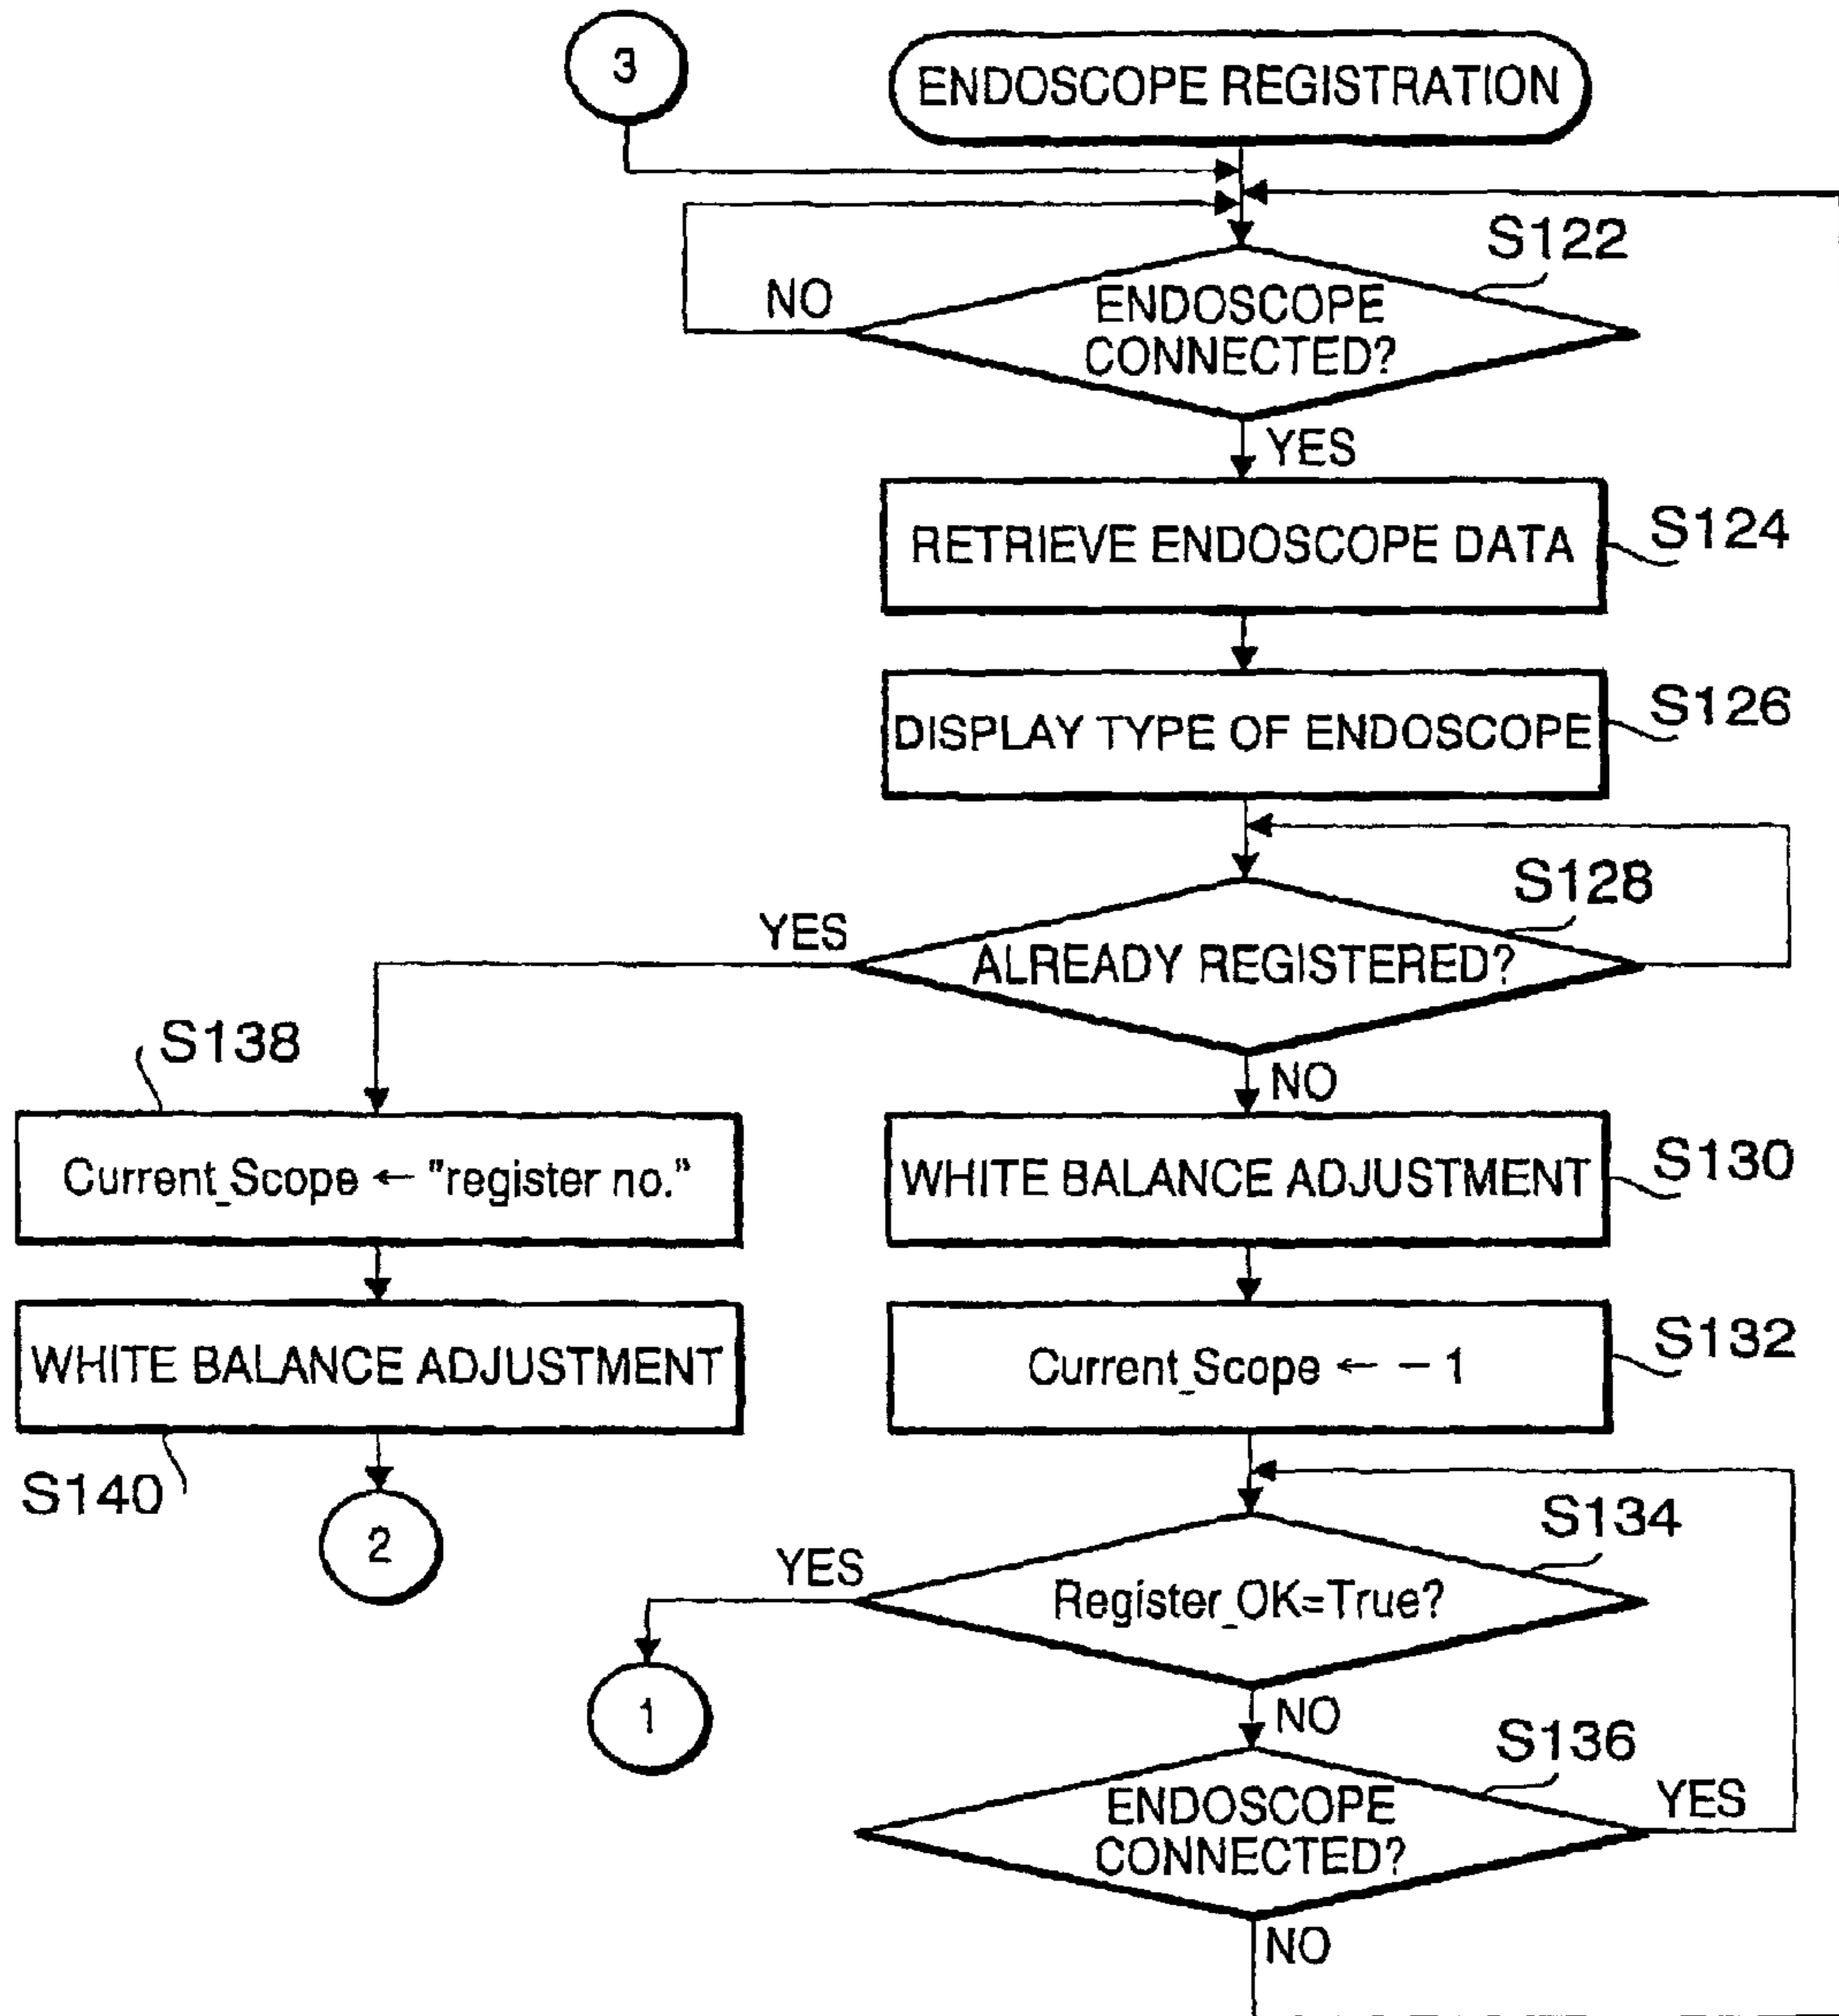 3
ENDOSCOPE REGISTRATION
S122
NO
ENDOSCOPE
CONNECTED?
YES
RETRIEVE ENDOSCOPE DATA
S124
DISPLAY TYPE OF ENDOSCOPE
S126
S128
YES
ALREADY REGISTERED?
S138
NO
Current_Scope ← "register no."
WHITE BALANCE ADJUSTMENT
S130
WHITE BALANCE ADJUSTMENT
Current_Scope ← – 1
S132
S140
2
S134
YES
Register_OK=True?
1
NO
S136
ENDOSCOPE
CONNECTED?
YES
NO